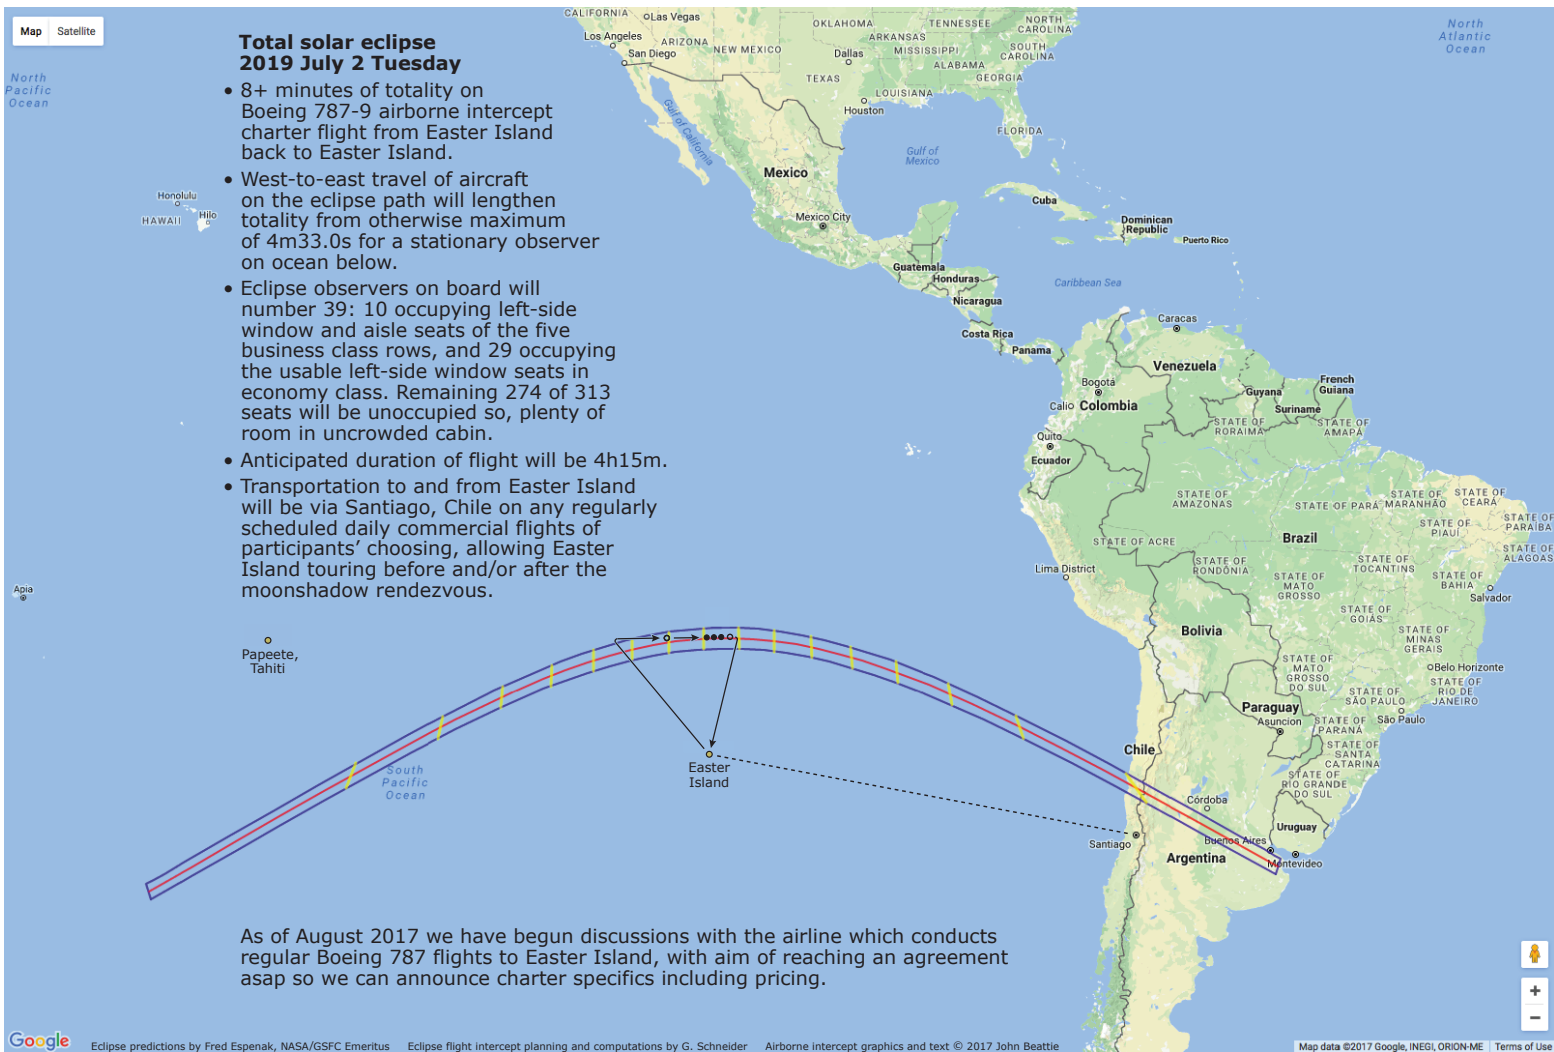 Map Satellite
Total solar eclipse
2019 July 2 Tuesday
• 8+ minutes of totality on
Boeing 787-9 airborne intercept
charter flight from Easter Island
back to Easter Island.
• West-to-east travel of aircraft
on the eclipse path will lengthen
totality from otherwise maximum
of 4m33.0s for a stationary observer
on ocean below.
• Eclipse observers on board will
number 39: 10 occupying left-side
window and aisle seats of the five
business class rows, and 29 occupying
the usable left-side window seats in
economy class. Remaining 274 of 313
seats will be unoccupied so, plenty of
room in uncrowded cabin.
• Anticipated duration of flight will be 4h15m.
• Transportation to and from Easter Island
will be via Santiago, Chile on any regularly
scheduled daily commercial flights of
participants’ choosing, allowing Easter
Island touring before and/or after the
moonshadow rendezvous.
North
Pacific
Ocean
CALIFORNIA
Las Vegas
Los Angeles
San Diego
ARIZONA
NEW MEXICO
OKLAHOMA
ARKANSAS
TENNESSEE
NORTH
CAROLINA
MISSISSIPPI
SOUTH
CAROLINA
Dallas
ALABAMA
GEORGIA
TEXAS
LOUISIANA
Houston
FLORIDA
North
Atlantic
Ocean
Gulf of California
Gulf of
Mexico
Mexico
Mexico City
Honolulu
HAWAII
Hilo
Cuba
Dominican
Republic
Puerto Rico
Guatemala
Honduras
Nicaragua
Caribbean Sea
Costa Rica
Panama
Caracas
Venezuela
Bogotá
Cali
Colombia
Guyana
Suriname
French
Guiana
Quito
Ecuador
STATE OF
RORAIMA
STATE OF
AMAPÁ
STATE OF
AMAZONAS
STATE OF PARÁ
STATE OF
MARANHÃO
STATE OF
CEARÁ
STATE OF
PIAUÍ
STATE OF
PARAÍBA
STATE OF
ALAGOAS
STATE OF ACRE
Brazil
STATE OF
RONDÔNIA
STATE OF
TOCANTINS
STATE OF
MATO
GROSSO
STATE OF
BAHIA
Salvador
Lima District
STATE OF
GOIÁS
Bolivia
STATE OF
MINAS
GERAIS
STATE OF
MATO
GROSSO
DO SUL
Belo Horizonte
STATE OF
RIO DE
JANEIRO
STATE OF
SÃO PAULO
São Paulo
Paraguay
Asuncion
STATE OF
PARANÁ
STATE OF
SANTA
CATARINA
STATE OF
RIO GRANDE
DO SUL
Chile
Córdoba
Uruguay
Santiago
Buenos Aires
Montevideo
Argentina
Apia
Papeete,
Tahiti
South
Pacific
Ocean
Easter
Island
As of August 2017 we have begun discussions with the airline which conducts
regular Boeing 787 flights to Easter Island, with aim of reaching an agreement
asap so we can announce charter specifics including pricing.
+
−
Google
Eclipse predictions by Fred Espenak, NASA/GSFC Emeritus Eclipse flight intercept planning and computations by G. Schneider Airborne intercept graphics and text © 2017 John Beattie
Map data ©2017 Google, INEGI, ORION-ME Terms of Use